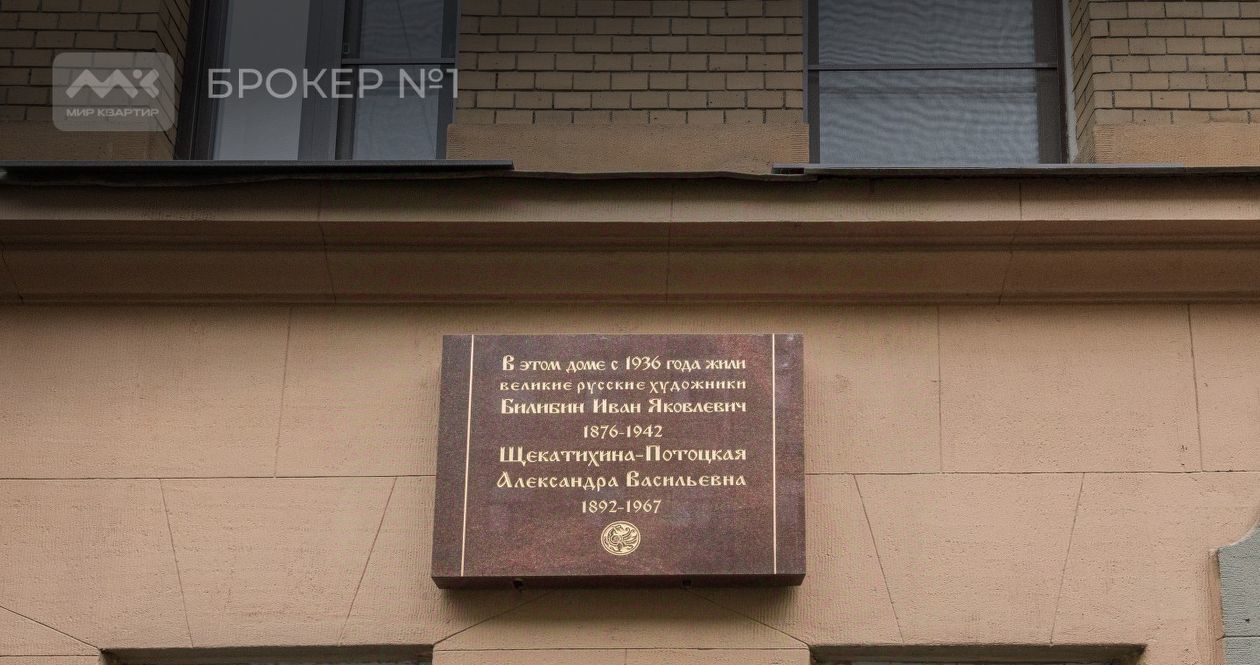 МИР КВАРТИР
БРОКЕР №1
В этом доме с 1936 года жили
великие русские художники
Билибин Иван Яковлевич
1876-1942
Щекатихина-Потоцкая
Александра Васильевна
1892-1967